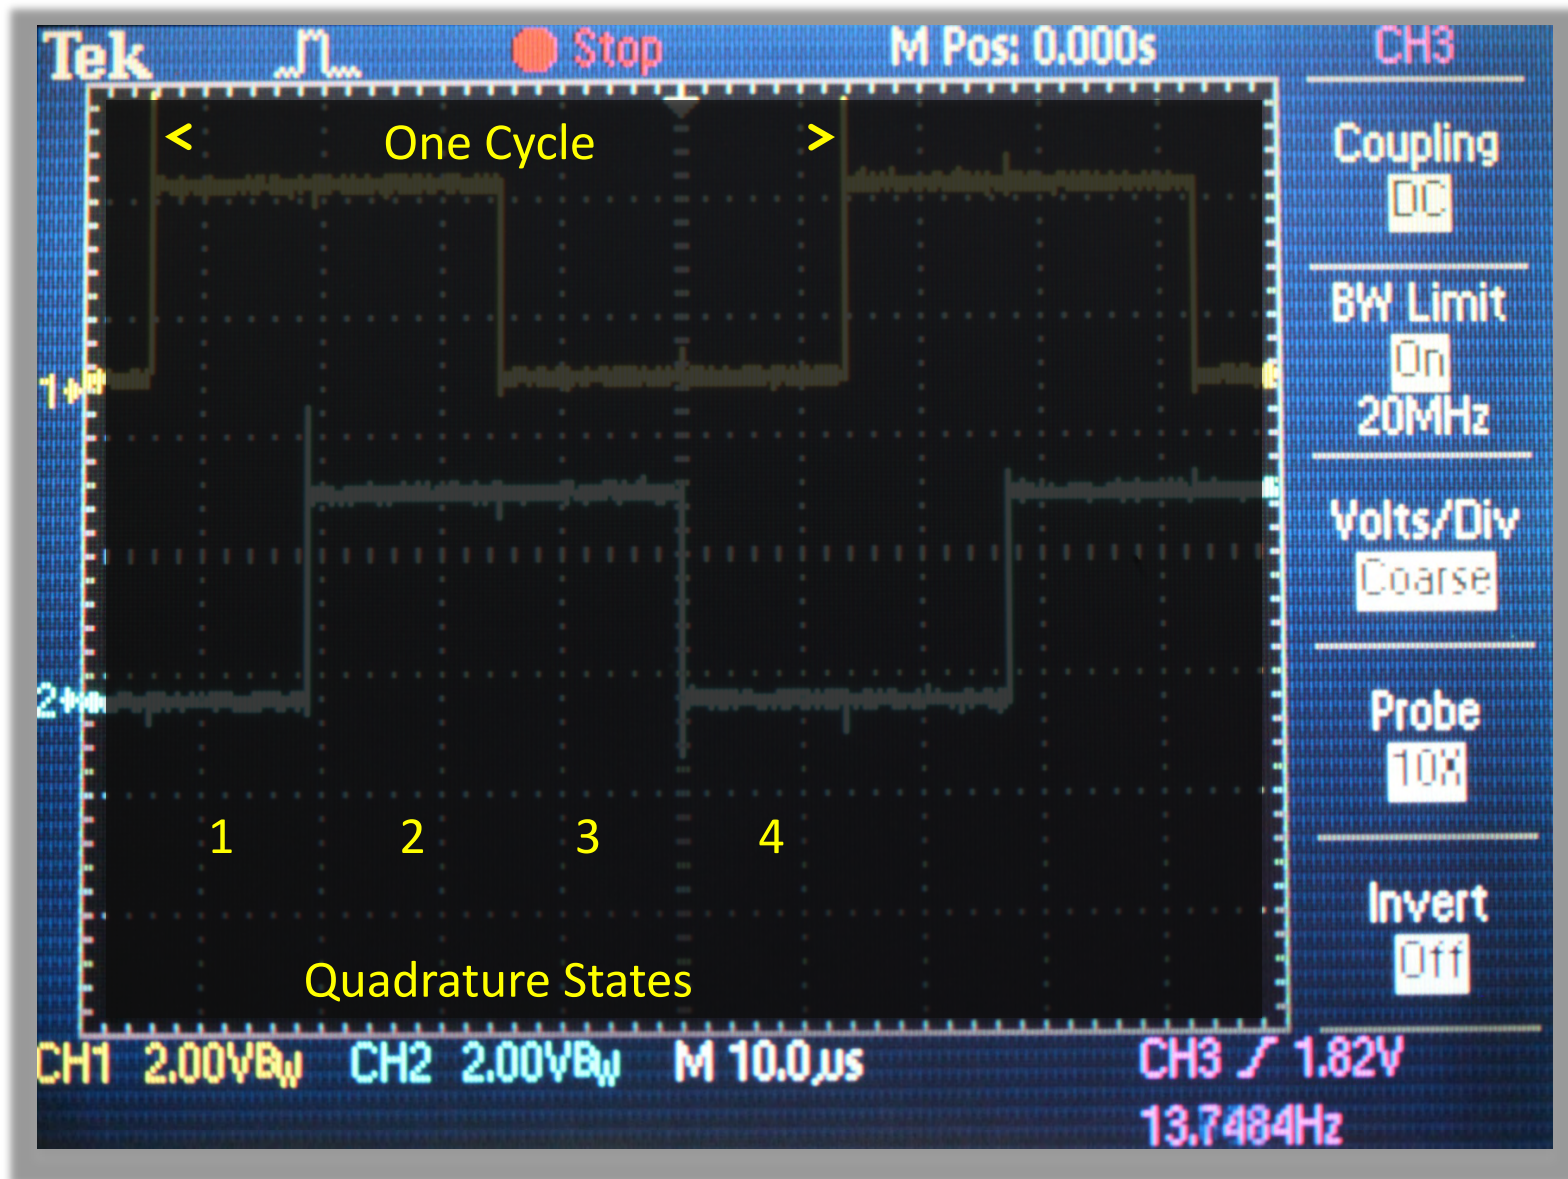 Tek Stop M Pos: 0.000s CH3
< One Cycle >
Coupling
DC
BW Limit
On
20MHz
1
Volts/Div
Coarse
2
Probe
10X
1 2 3 4
Invert
Off
Quadrature States
CH1 2.00VBW CH2 2.00VBW M 10.0µs CH3 1.82V
13.7484Hz